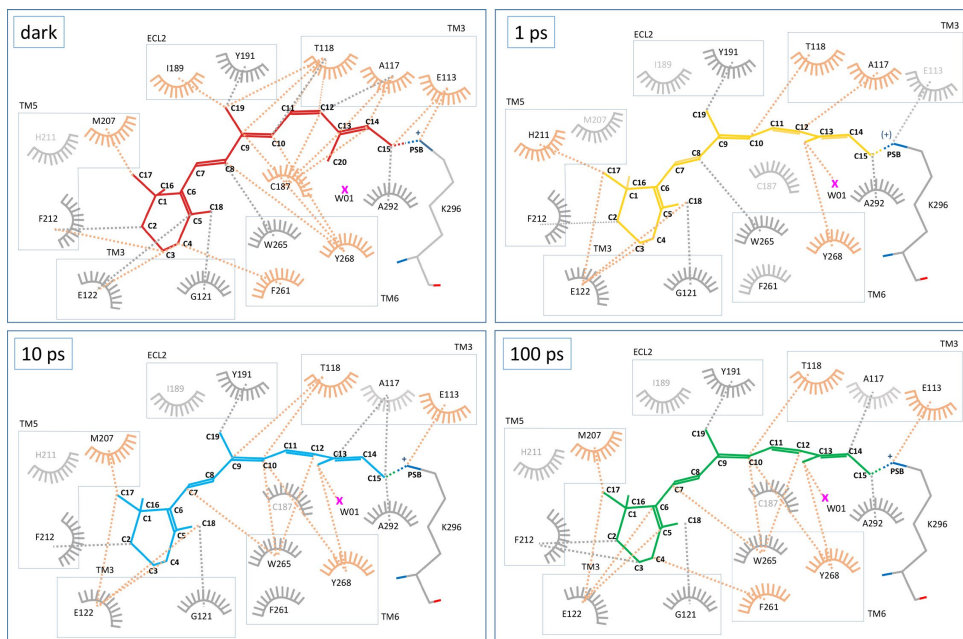 dark
ECL2
TM3
Y191
T118
I189
A117
E113
TM5
M207
C19
C11
C12
H211
C13
C14
C9
C10
+
PSB
C17
C7
C8
C20
C15
C16
C6
C187
X
W01
C1
C18
A292
F212
C5
K296
C2
W265
C4
TM3
C3
Y268
E122
G121
F261
TM6
1 ps
ECL2
TM3
Y191
T118
I189
A117
E113
TM5
C19
M207
C11
C12
C13
C14
H211
C9
C10
(+)
C8
C15
PSB
C17
C7
C187
X
C16
C6
W01
C1
C18
A292
F212
C2
C5
K296
W265
TM3
C4
C3
Y268
E122
G121
F261
TM6
10 ps
ECL2
TM3
Y191
T118
I189
A117
E113
TM5
M207
C19
C11
C12
H211
C9
C10
C13
C14
+
C8
C15
PSB
C17
C7
C187
X
C16
C6
W01
C1
C18
A292
F212
C2
C5
K296
W265
TM3
C3
C4
Y268
E122
G121
F261
TM6
100 ps
ECL2
TM3
Y191
T118
I189
A117
E113
TM5
M207
C19
C11
C12
H211
C9
C10
C13
C14
+
C8
C15
PSB
C17
C7
C187
X
C16
C6
W01
C1
C18
A292
F212
C2
C5
K296
W265
C3
C4
TM3
Y268
E122
G121
F261
TM6